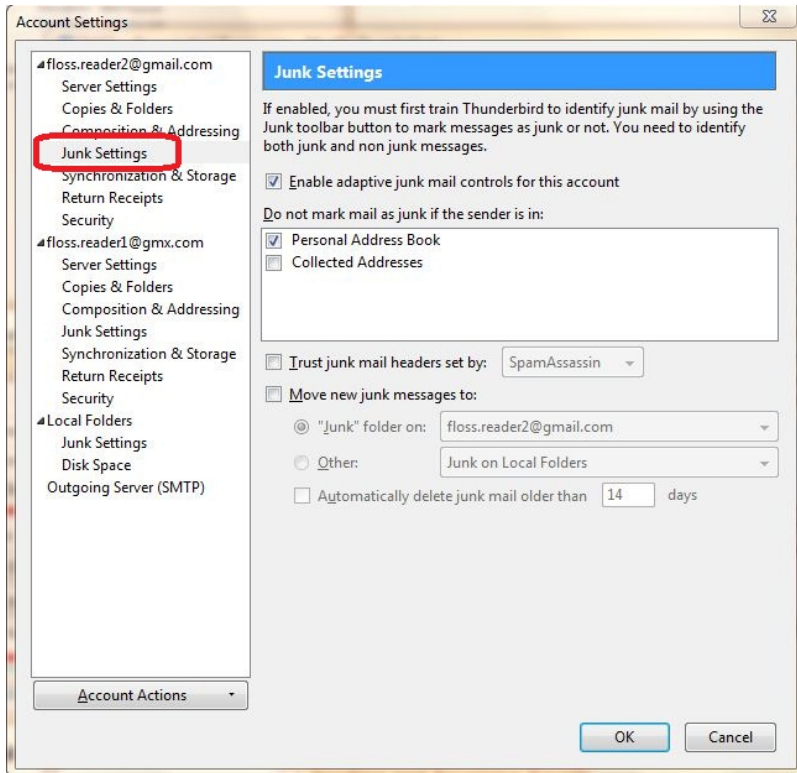 Account Settings
floss.reader2@gmail.com
Server Settings
Copies & Folders
Composition & Addressing
Junk Settings
Synchronization & Storage
Return Receipts
Security
floss.reader1@gmx.com
Server Settings
Copies & Folders
Composition & Addressing
Junk Settings
Synchronization & Storage
Return Receipts
Security
Local Folders
Junk Settings
Disk Space
Outgoing Server (SMTP)
Account Actions
Junk Settings
If enabled, you must first train Thunderbird to identify junk mail by using the
Junk toolbar button to mark messages as junk or not. You need to identify
both junk and non junk messages.
Enable adaptive junk mail controls for this account
Do not mark mail as junk if the sender is in:
Personal Address Book
Collected Addresses
Trust junk mail headers set by: SpamAssassin
Move new junk messages to:
"Junk" folder on: floss.reader2@gmail.com
Other: Junk on Local Folders
Automatically delete junk mail older than 14 days
OK Cancel